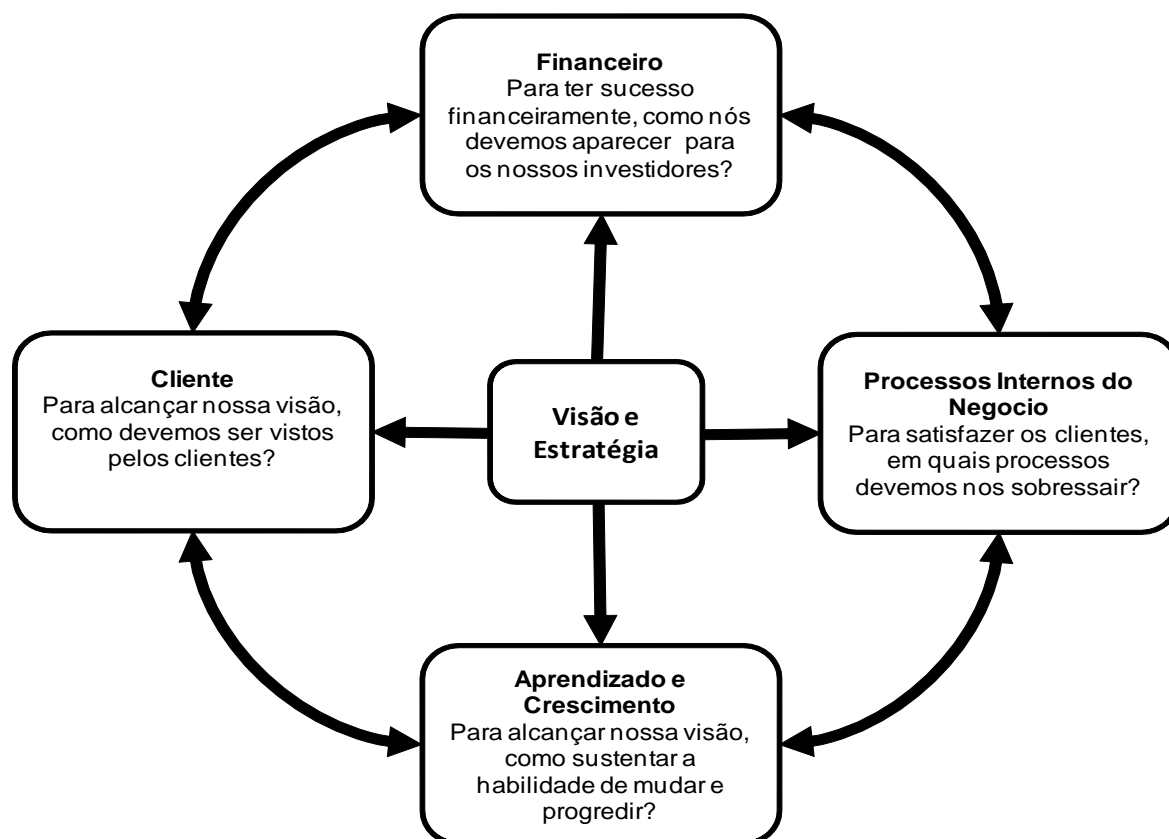 Financeiro
Para ter sucesso
financeiramente, como nós
devemos aparecer para
os nossos investidores?
Cliente
Para alcançar nossa visão,
como devemos ser vistos
pelos clientes?
Visão e
Estratégia
Processos Internos do
Negocio
Para satisfazer os clientes,
em quais processos
devemos nos sobressair?
Aprendizado e
Crescimento
Para alcançar nossa visão,
como sustentar a
habilidade de mudar e
progredir?